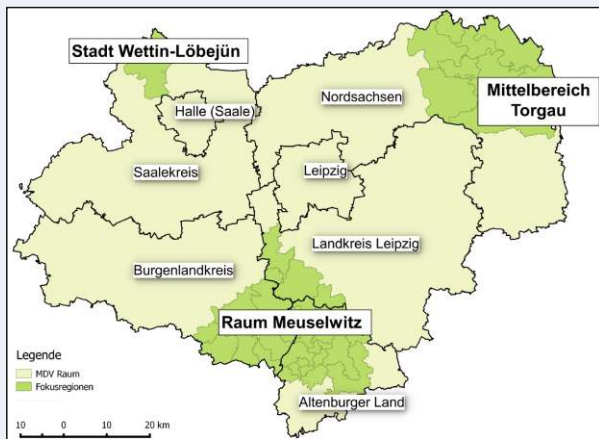 Stadt Wettin-Löbejün
Halle (Saale)
Nordsachsen
Mittelbereich
Torgau
Saalekreis
Leipzig
Landkreis Leipzig
Burgenlandkreis
Raum Meuselwitz
Altenburger Land
Legende
MDV Raum
Fokusregionen
10 0 10 20 km